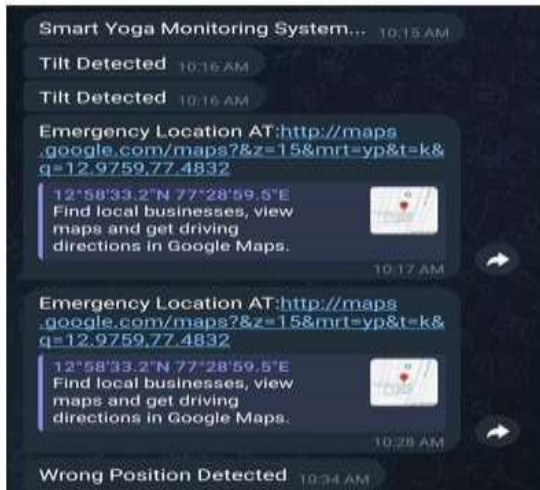 Smart Yoga Monitoring System... 10:15 AM
Tilt Detected 10:16 AM
Tilt Detected 10:16 AM
Emergency Location AT:http://maps
.google.com/maps?&z=15&mrt=yp&t=k&
q=12.9759,77.4832
12°58'33.2"N 77°28'59.5"E
Find local businesses, view
maps and get driving
directions in Google Maps.
10:17 AM
Emergency Location AT:http://maps
.google.com/maps?&z=15&mrt=yp&t=k&
q=12.9759,77.4832
12°58'33.2"N 77°28'59.5"E
Find local businesses, view
maps and get driving
directions in Google Maps.
10:28 AM
Wrong Position Detected 10:34 AM